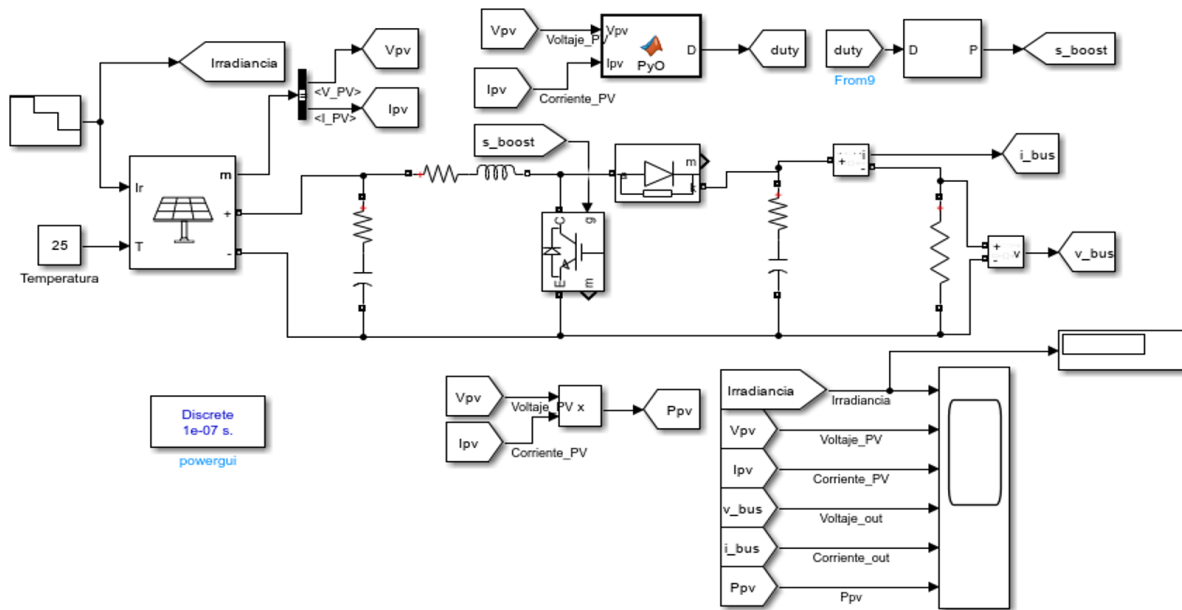 Vpv
Irradiancia
<V_PV>
Ipv
<I_PV>
Vpv
Voltaje_PV
Vpv
Ipv
D
PyO
duty
Ipv
Corriente_PV
duty
From9
D
P
s_boost
Ir
T
m
+
-
25
Temperatura
s_boost
g
C
E
m
a
m
k
+
i
-
i_bus
+
-
v
v_bus
Discrete
1e-07 s.
powergui
Vpv
Voltaje_PV
Ipv
Corriente_PV
x
Ppv
Irradiancia
Irradiancia
Vpv
Voltaje_PV
Ipv
Corriente_PV
v_bus
Voltaje_out
i_bus
Corriente_out
Ppv
Ppv